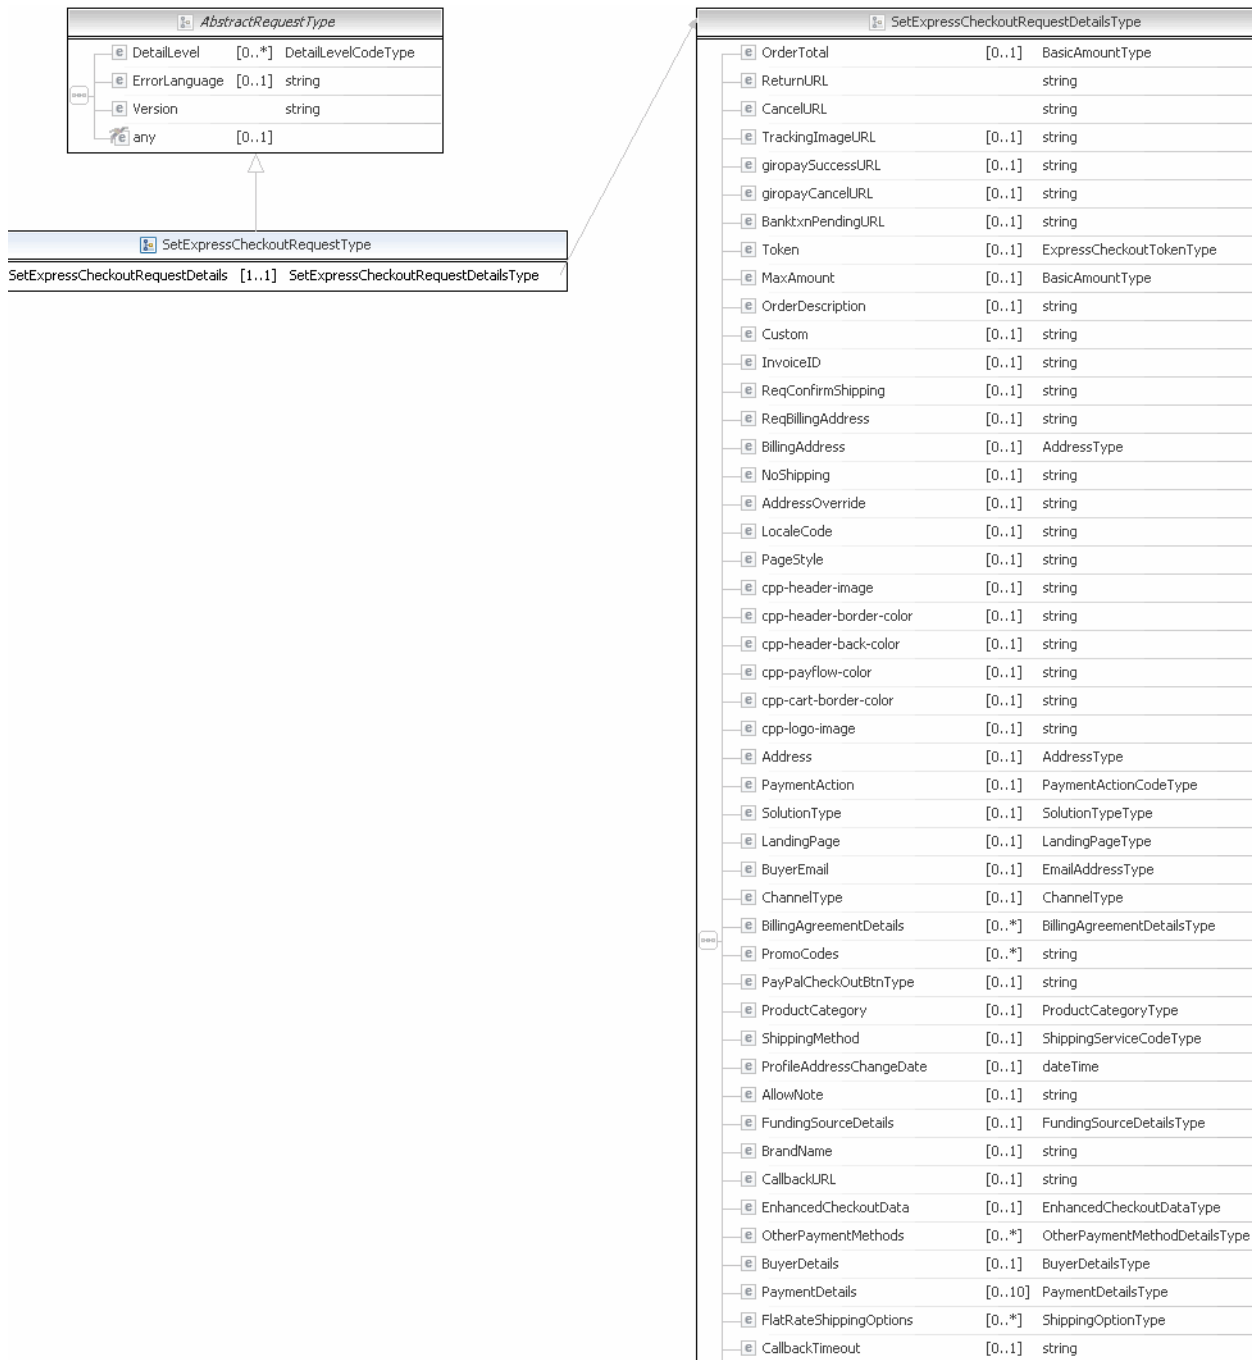 AbstractRequestType
DetailLevel [0..*] DetailLevelCodeType
ErrorLanguage [0..1] string
Version string
any [0..1]
SetExpressCheckoutRequestType
SetExpressCheckoutRequestDetails [1..1] SetExpressCheckoutRequestDetailsType
SetExpressCheckoutRequestDetailsType
OrderTotal [0..1] BasicAmountType
ReturnURL string
CancelURL string
TrackingImageURL [0..1] string
giropaySuccessURL [0..1] string
giropayCancelURL [0..1] string
BanktxnPendingURL [0..1] string
Token [0..1] ExpressCheckoutTokenType
MaxAmount [0..1] BasicAmountType
OrderDescription [0..1] string
Custom [0..1] string
InvoiceID [0..1] string
ReqConfirmShipping [0..1] string
ReqBillingAddress [0..1] string
BillingAddress [0..1] AddressType
NoShipping [0..1] string
AddressOverride [0..1] string
LocaleCode [0..1] string
PageStyle [0..1] string
cpp-header-image [0..1] string
cpp-header-border-color [0..1] string
cpp-header-back-color [0..1] string
cpp-payflow-color [0..1] string
cpp-cart-border-color [0..1] string
cpp-logo-image [0..1] string
Address [0..1] AddressType
PaymentAction [0..1] PaymentActionCodeType
SolutionType [0..1] SolutionTypeType
LandingPage [0..1] LandingPageType
BuyerEmail [0..1] EmailAddressType
ChannelType [0..1] ChannelType
BillingAgreementDetails [0..*] BillingAgreementDetailsType
PromoCodes [0..*] string
PayPalCheckOutBtnType [0..1] string
ProductCategory [0..1] ProductCategoryType
ShippingMethod [0..1] ShippingServiceCodeType
ProfileAddressChangeDate [0..1] dateTime
AllowNote [0..1] string
FundingSourceDetails [0..1] FundingSourceDetailsType
BrandName [0..1] string
CallbackURL [0..1] string
EnhancedCheckoutData [0..1] EnhancedCheckoutDataType
OtherPaymentMethods [0..*] OtherPaymentMethodDetailsType
BuyerDetails [0..1] BuyerDetailsType
PaymentDetails [0..10] PaymentDetailsType
FlatRateShippingOptions [0..*] ShippingOptionType
CallbackTimeout [0..1] string